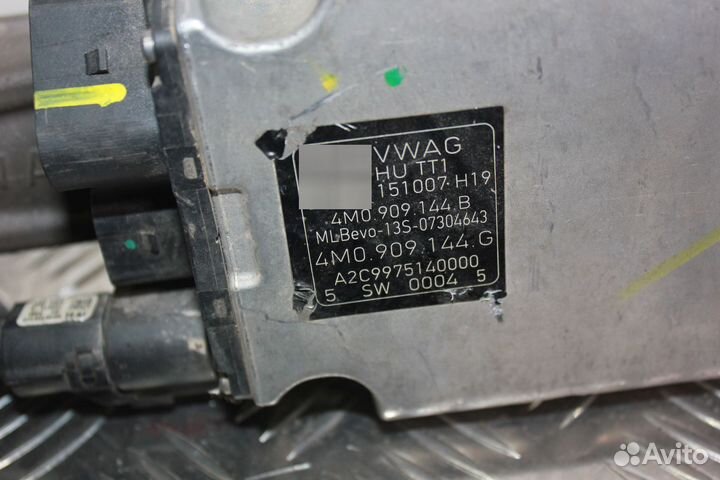 VWAG
HU TT1
151007 H19
4M0.909.144.B
MLBevo-13S-07304643
4M0.909.144.G
A2C9975140000
5 SW 0004 5
Avito